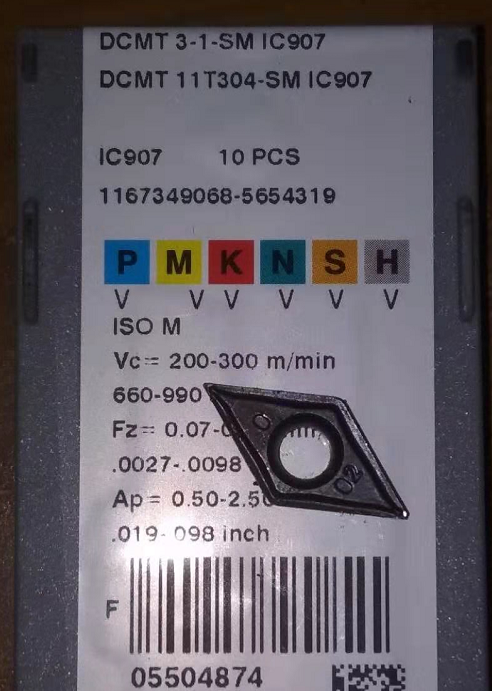 DCMT 3-1-SM IC907
DCMT 11T304-SM IC907
IC907 10 PCS
1167349068-5654319
P M K N S H
V V V V V V
ISO M
Vc= 200-300 m/min
660-990
Fz= 0.07-
.0027-.0098
Ap= 0.50-2.50
.019-098 inch
F
05504874